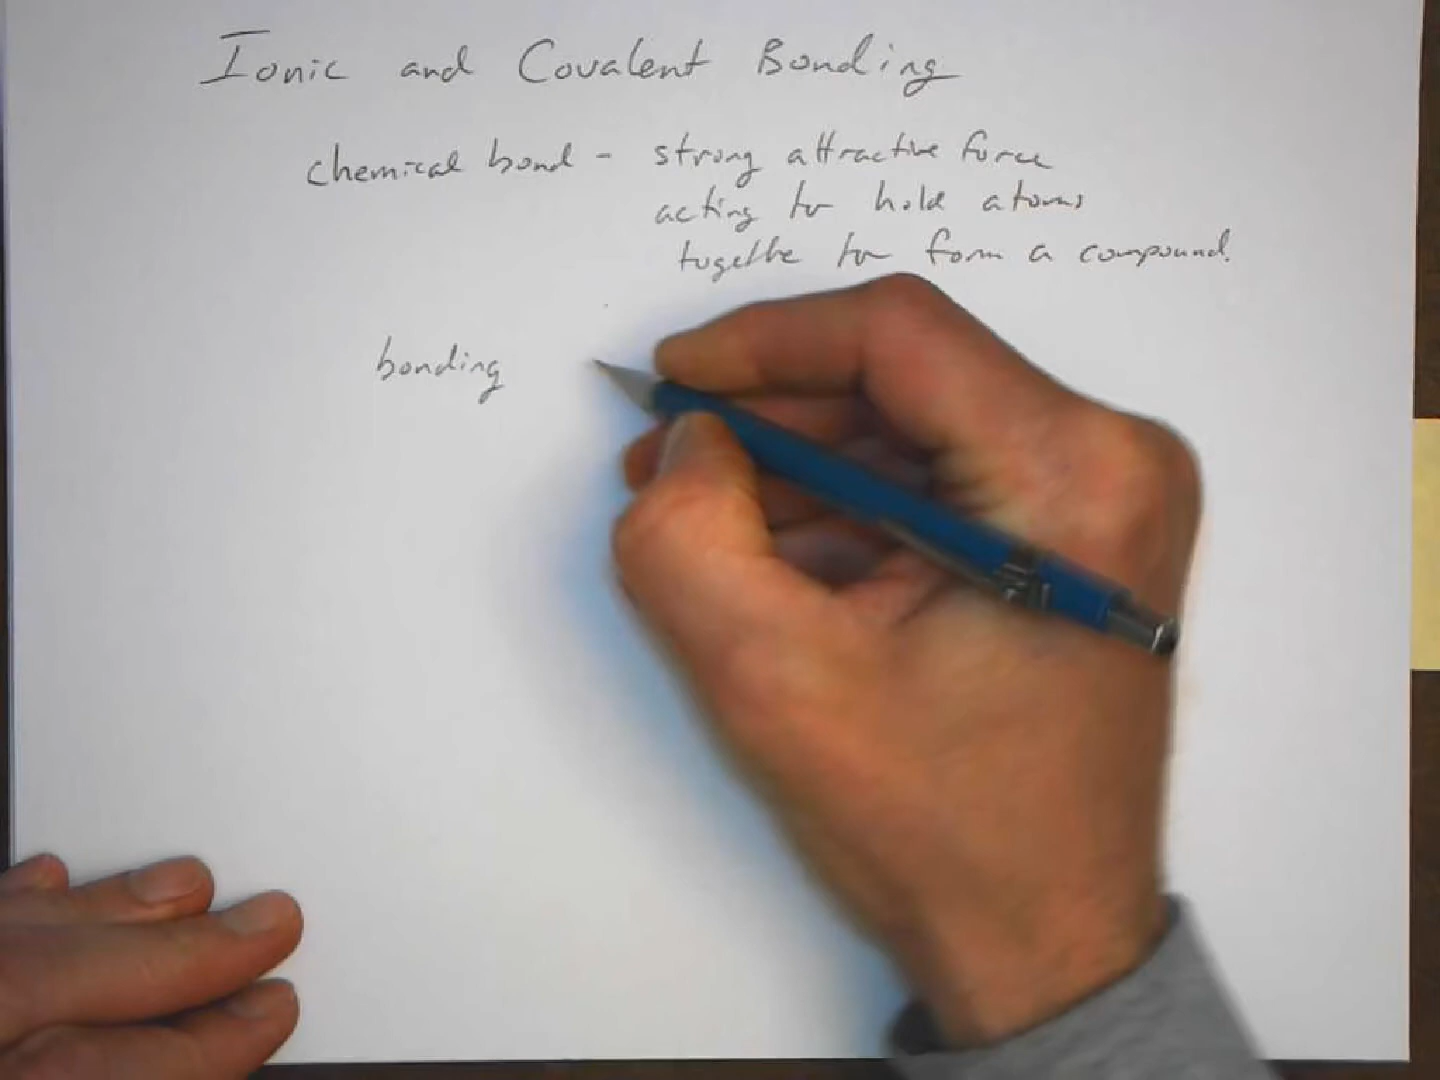 Ionic and Covalent Bonding
chemical bond - strong attractive force
acting to hold atoms
together to form a compound.
bonding